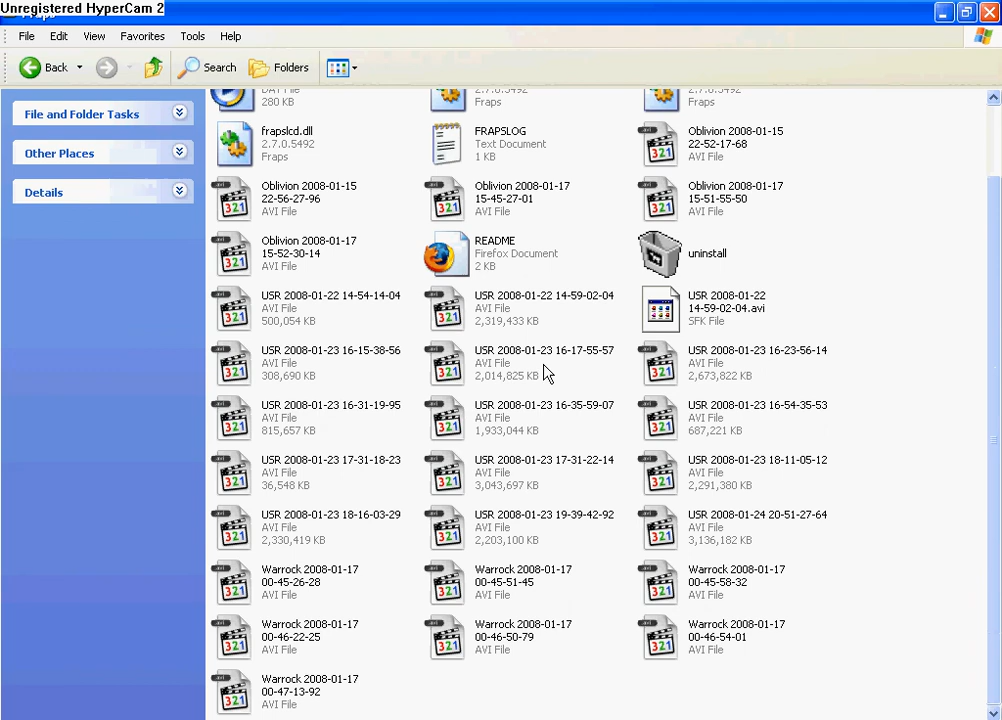 Unregistered HyperCam 2
Fraps
File Edit View Favorites Tools Help
Back Search Folders
File and Folder Tasks
Other Places
Details
DAT File
280 KB
2.7.0.5492
Fraps
2.7.0.5492
Fraps
frapslcd.dll
2.7.0.5492
Fraps
FRAPSLOG
Text Document
1 KB
Oblivion 2008-01-15
22-52-17-68
AVI File
Oblivion 2008-01-15
22-56-27-96
AVI File
Oblivion 2008-01-17
15-45-27-01
AVI File
Oblivion 2008-01-17
15-51-55-50
AVI File
Oblivion 2008-01-17
15-52-30-14
AVI File
README
Firefox Document
2 KB
uninstall
USR 2008-01-22 14-54-14-04
AVI File
500,054 KB
USR 2008-01-22 14-59-02-04
AVI File
2,319,433 KB
USR 2008-01-22
14-59-02-04.avi
SFK File
USR 2008-01-23 16-15-38-56
AVI File
308,690 KB
USR 2008-01-23 16-17-55-57
AVI File
2,014,825 KB
USR 2008-01-23 16-23-56-14
AVI File
2,673,822 KB
USR 2008-01-23 16-31-19-95
AVI File
815,657 KB
USR 2008-01-23 16-35-59-07
AVI File
1,933,044 KB
USR 2008-01-23 16-54-35-53
AVI File
687,221 KB
USR 2008-01-23 17-31-18-23
AVI File
36,548 KB
USR 2008-01-23 17-31-22-14
AVI File
3,043,697 KB
USR 2008-01-23 18-11-05-12
AVI File
2,291,380 KB
USR 2008-01-23 18-16-03-29
AVI File
2,330,419 KB
USR 2008-01-23 19-39-42-92
AVI File
2,203,100 KB
USR 2008-01-24 20-51-27-64
AVI File
3,136,182 KB
Warrock 2008-01-17
00-45-26-28
AVI File
Warrock 2008-01-17
00-45-51-45
AVI File
Warrock 2008-01-17
00-45-58-32
AVI File
Warrock 2008-01-17
00-46-22-25
AVI File
Warrock 2008-01-17
00-46-50-79
AVI File
Warrock 2008-01-17
00-46-54-01
AVI File
Warrock 2008-01-17
00-47-13-92
AVI File